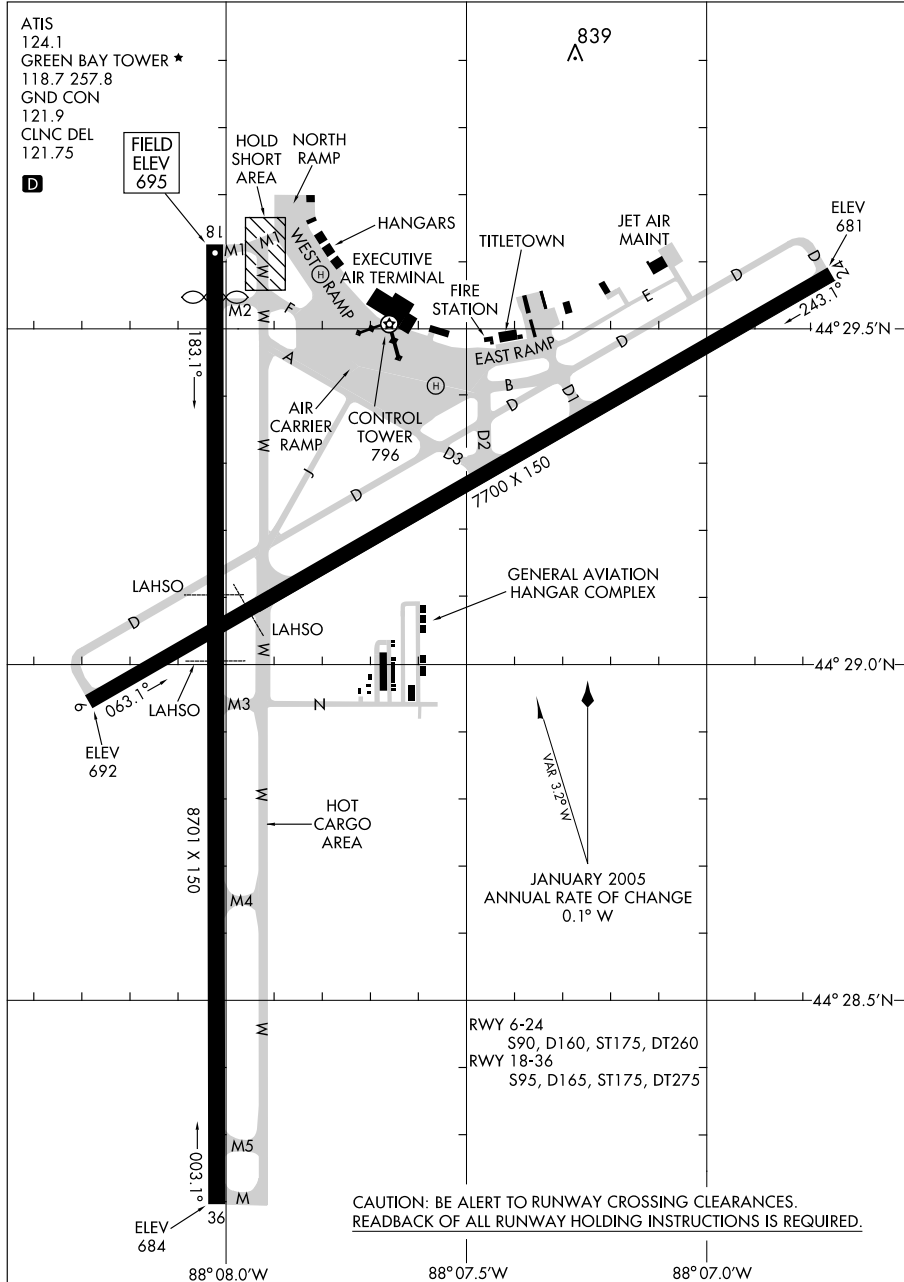 ATIS
124.1
GREEN BAY TOWER ★
118.7 257.8
GND CON
121.9
CLNC DEL
121.75
D
FIELD
ELEV
695
HOLD
SHORT
AREA
NORTH
RAMP
839
HANGARS
WEST RAMP
H
EXECUTIVE
AIR TERMINAL
FIRE
STATION
TITLETOWN
JET AIR
MAINT
ELEV
681
18
M1
M1
M
M2
M
F
A
183.1°
D
D
24
243.1°
E
D
44°29.5'N
EAST RAMP
H
B
D
D1
AIR
CARRIER
RAMP
CONTROL
TOWER
796
D2
D3
M
J
D
7700 X 150
LAHSO
D
LAHSO
M
GENERAL AVIATION
HANGAR COMPLEX
44°29.0'N
6
063.1°
LAHSO
M3
N
ELEV
692
VAR 3.2° W
8701 X 150
M
HOT
CARGO
AREA
JANUARY 2005
ANNUAL RATE OF CHANGE
0.1° W
M4
44°28.5'N
M
RWY 6-24
S90, D160, ST175, DT260
RWY 18-36
S95, D165, ST175, DT275
M5
003.1°
M
36
ELEV
684
CAUTION: BE ALERT TO RUNWAY CROSSING CLEARANCES.
READBACK OF ALL RUNWAY HOLDING INSTRUCTIONS IS REQUIRED.
88°08.0'W
88°07.5'W
88°07.0'W